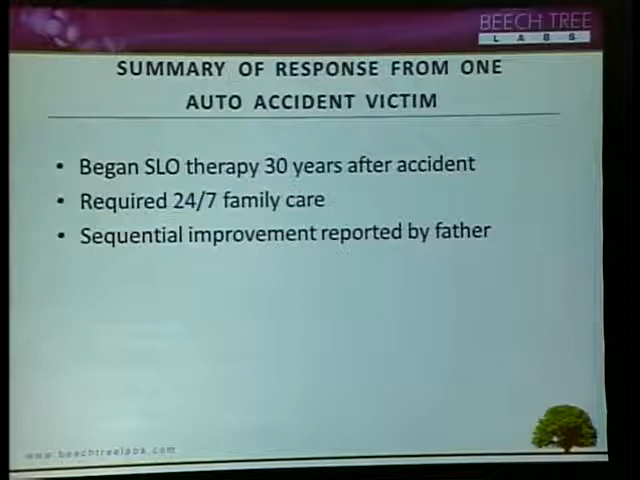 BEECH TREE
LABS
SUMMARY OF RESPONSE FROM ONE
AUTO ACCIDENT VICTIM
• Began SLO therapy 30 years after accident
• Required 24/7 family care
• Sequential improvement reported by father
www.beechtreelabs.com